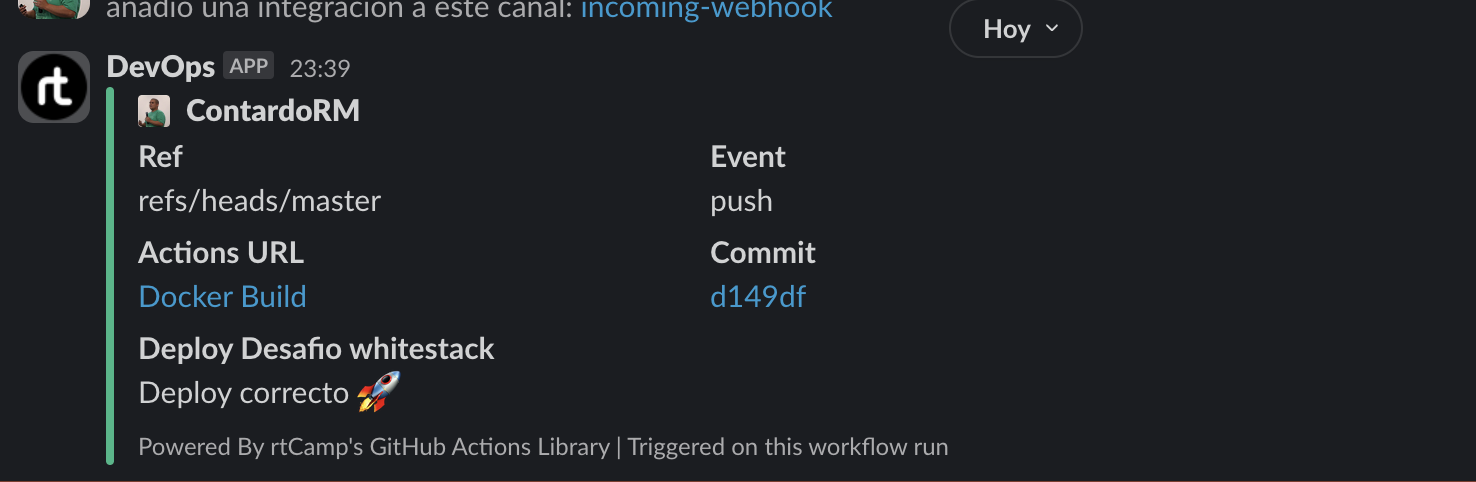 añadió una integración a este canal: incoming-webhook
Hoy
rt
DevOps APP 23:39
ContardoRM
Ref Event
refs/heads/master push
Actions URL Commit
Docker Build d149df
Deploy Desafio whitestack
Deploy correcto 🚀
Powered By rtCamp's GitHub Actions Library | Triggered on this workflow run